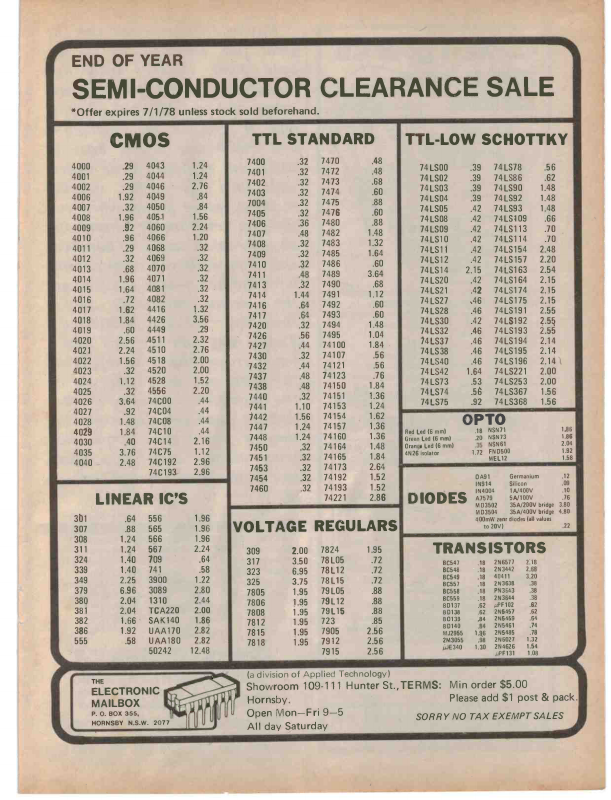 END OF YEAR
SEMI-CONDUCTOR CLEARANCE SALE
*Offer expires 7/1/78 unless stock sold beforehand.
CMOS
4000 .29 4043 1.24
4001 .29 4044 1.24
4002 .29 4046 2.76
4006 1.92 4049 .84
4007 .32 4050 .84
4008 1.96 4051 1.56
4009 .92 4060 2.24
4010 .96 4066 1.20
4011 .29 4068 .32
4012 .32 4069 .32
4013 .68 4070 .32
4014 1.96 4071 .32
4015 1.64 4081 .32
4016 .72 4082 .32
4017 1.62 4416 1.32
4018 1.84 4426 3.56
4019 .60 4449 .29
4020 2.56 4511 2.32
4021 2.24 4510 2.76
4022 1.56 4518 2.00
4023 .32 4520 2.00
4024 1.12 4528 1.52
4025 .32 4556 2.20
4026 3.64 74C00 .44
4027 .92 74C04 .44
4028 1.48 74C08 .44
4029 1.84 74C10 .44
4030 .40 74C14 2.16
4035 3.76 74C75 1.12
4040 2.48 74C192 2.96
74C193 2.96
TTL STANDARD
7400 .32 7470 .48
7401 .32 7472 .48
7402 .32 7473 .68
7403 .32 7474 .60
7004 .32 7475 .88
7405 .32 7476 .60
7406 .36 7480 .88
7407 .48 7482 1.48
7408 .32 7483 1.32
7409 .32 7485 1.64
7410 .32 7486 .60
7411 .48 7489 3.64
7413 .32 7490 .68
7414 1.44 7491 1.12
7416 .64 7492 .60
7417 .64 7493 .60
7420 .32 7494 1.48
7426 .56 7495 1.04
7427 .44 74100 1.84
7430 .32 74107 .56
7432 .44 74121 .56
7437 .48 74123 .76
7438 .48 74150 1.84
7440 .32 74151 1.36
7441 1.10 74153 1.24
7442 1.56 74154 1.62
7447 1.24 74157 1.36
7448 1.24 74160 1.36
7450 .32 74164 1.48
7451 .32 74165 1.84
7453 .32 74173 2.64
7454 .32 74192 1.52
7460 .32 74193 1.52
74221 2.86
TTL-LOW SCHOTTKY
74LS00 .39 74LS78 .56
74LS02 .39 74LS86 .62
74LS03 .39 74LS90 1.48
74LS04 .39 74LS92 1.48
74LS05 .42 74LS93 1.48
74LS08 .42 74LS109 .66
74LS09 .42 74LS113 .70
74LS10 .42 74LS114 .70
74LS11 .42 74LS154 2.48
74LS12 .42 74LS157 2.20
74LS14 2.15 74LS163 2.54
74LS20 .42 74LS164 2.15
74LS21 .42 74LS174 2.15
74LS27 .46 74LS175 2.15
74LS28 .46 74LS191 2.55
74LS30 .42 74LS192 2.55
74LS32 .46 74LS193 2.55
74LS37 .46 74LS194 2.14
74LS38 .46 74LS195 2.14
74LS40 .46 74LS196 2.14
74LS42 1.64 74LS221 2.00
74LS73 .53 74LS253 2.00
74LS74 .56 74LS367 1.56
74LS75 .92 74LS368 1.56
OPTO
Red Led (6 mm) .18 NSN71 1.86
Green Led (6 mm) .20 NSN73
Orange Led (6 mm) .35 NSN81 2.04
4N26 isolator 1.72 FND500 1.92
MEL12 1.56
LINEAR IC'S
301 .64 556 1.96
307 .88 565 1.96
308 1.24 566 1.96
311 1.24 567 2.24
324 1.40 709 .64
339 1.40 741 .58
349 2.25 3900 1.22
379 6.96 3089 2.80
380 2.04 1310 2.44
381 2.04 TCA220 2.00
382 1.66 SAK140 1.86
386 1.92 UAA170 2.82
555 .58 UAA180 2.82
50242 12.48
VOLTAGE REGULARS
309 2.00 7824 1.95
317 3.50 78L05 .72
323 6.95 78L12 .72
325 3.75 78L15 .72
7805 1.95 79L05 .88
7806 1.95 79L12 .88
7808 1.95 79L15 .88
7812 1.95 723 .85
7815 1.95 7905 2.56
7818 1.95 7912 2.56
7915 2.56
DIODES
OA91 Germanium .12
IN914 Silicon
IN4004 1A/400V .10
A7570 5A/100V .76
MD3502 35A/200V bridge 3.80
MD3504 35A/400V bridge 4.80
400mW zene diodes (all values
to 20V) .22
TRANSISTORS
BC547 .18 2N6577 2.18
BC548 .18 2N3442 2.08
BC549 .18 40411 3.20
BC557 .18 2N3638 .38
BC558 .18 PN3643 .38
BC559 .18 2N3644 .38
BD137 .62 FF102 .62
BD138 .62 2N5457 .62
BD139 .84 2N5459 .64
BD140 .84 2N5461 .74
MJ2955 1.96 2N5485 .78
2N3055 .98 2N6027 1.32
E340 1.30 2N4626 1.54
FF131 1.08
THE
ELECTRONIC
MAILBOX
P. O. BOX 355,
HORNSBY N.S.W. 2077
(a division of Applied Technology)
Showroom 109-111 Hunter St.,
Hornsby.
Open Mon–Fri 9–5
All day Saturday
TERMS: Min order $5.00
Please add $1 post & pack.
SORRY NO TAX EXEMPT SALES